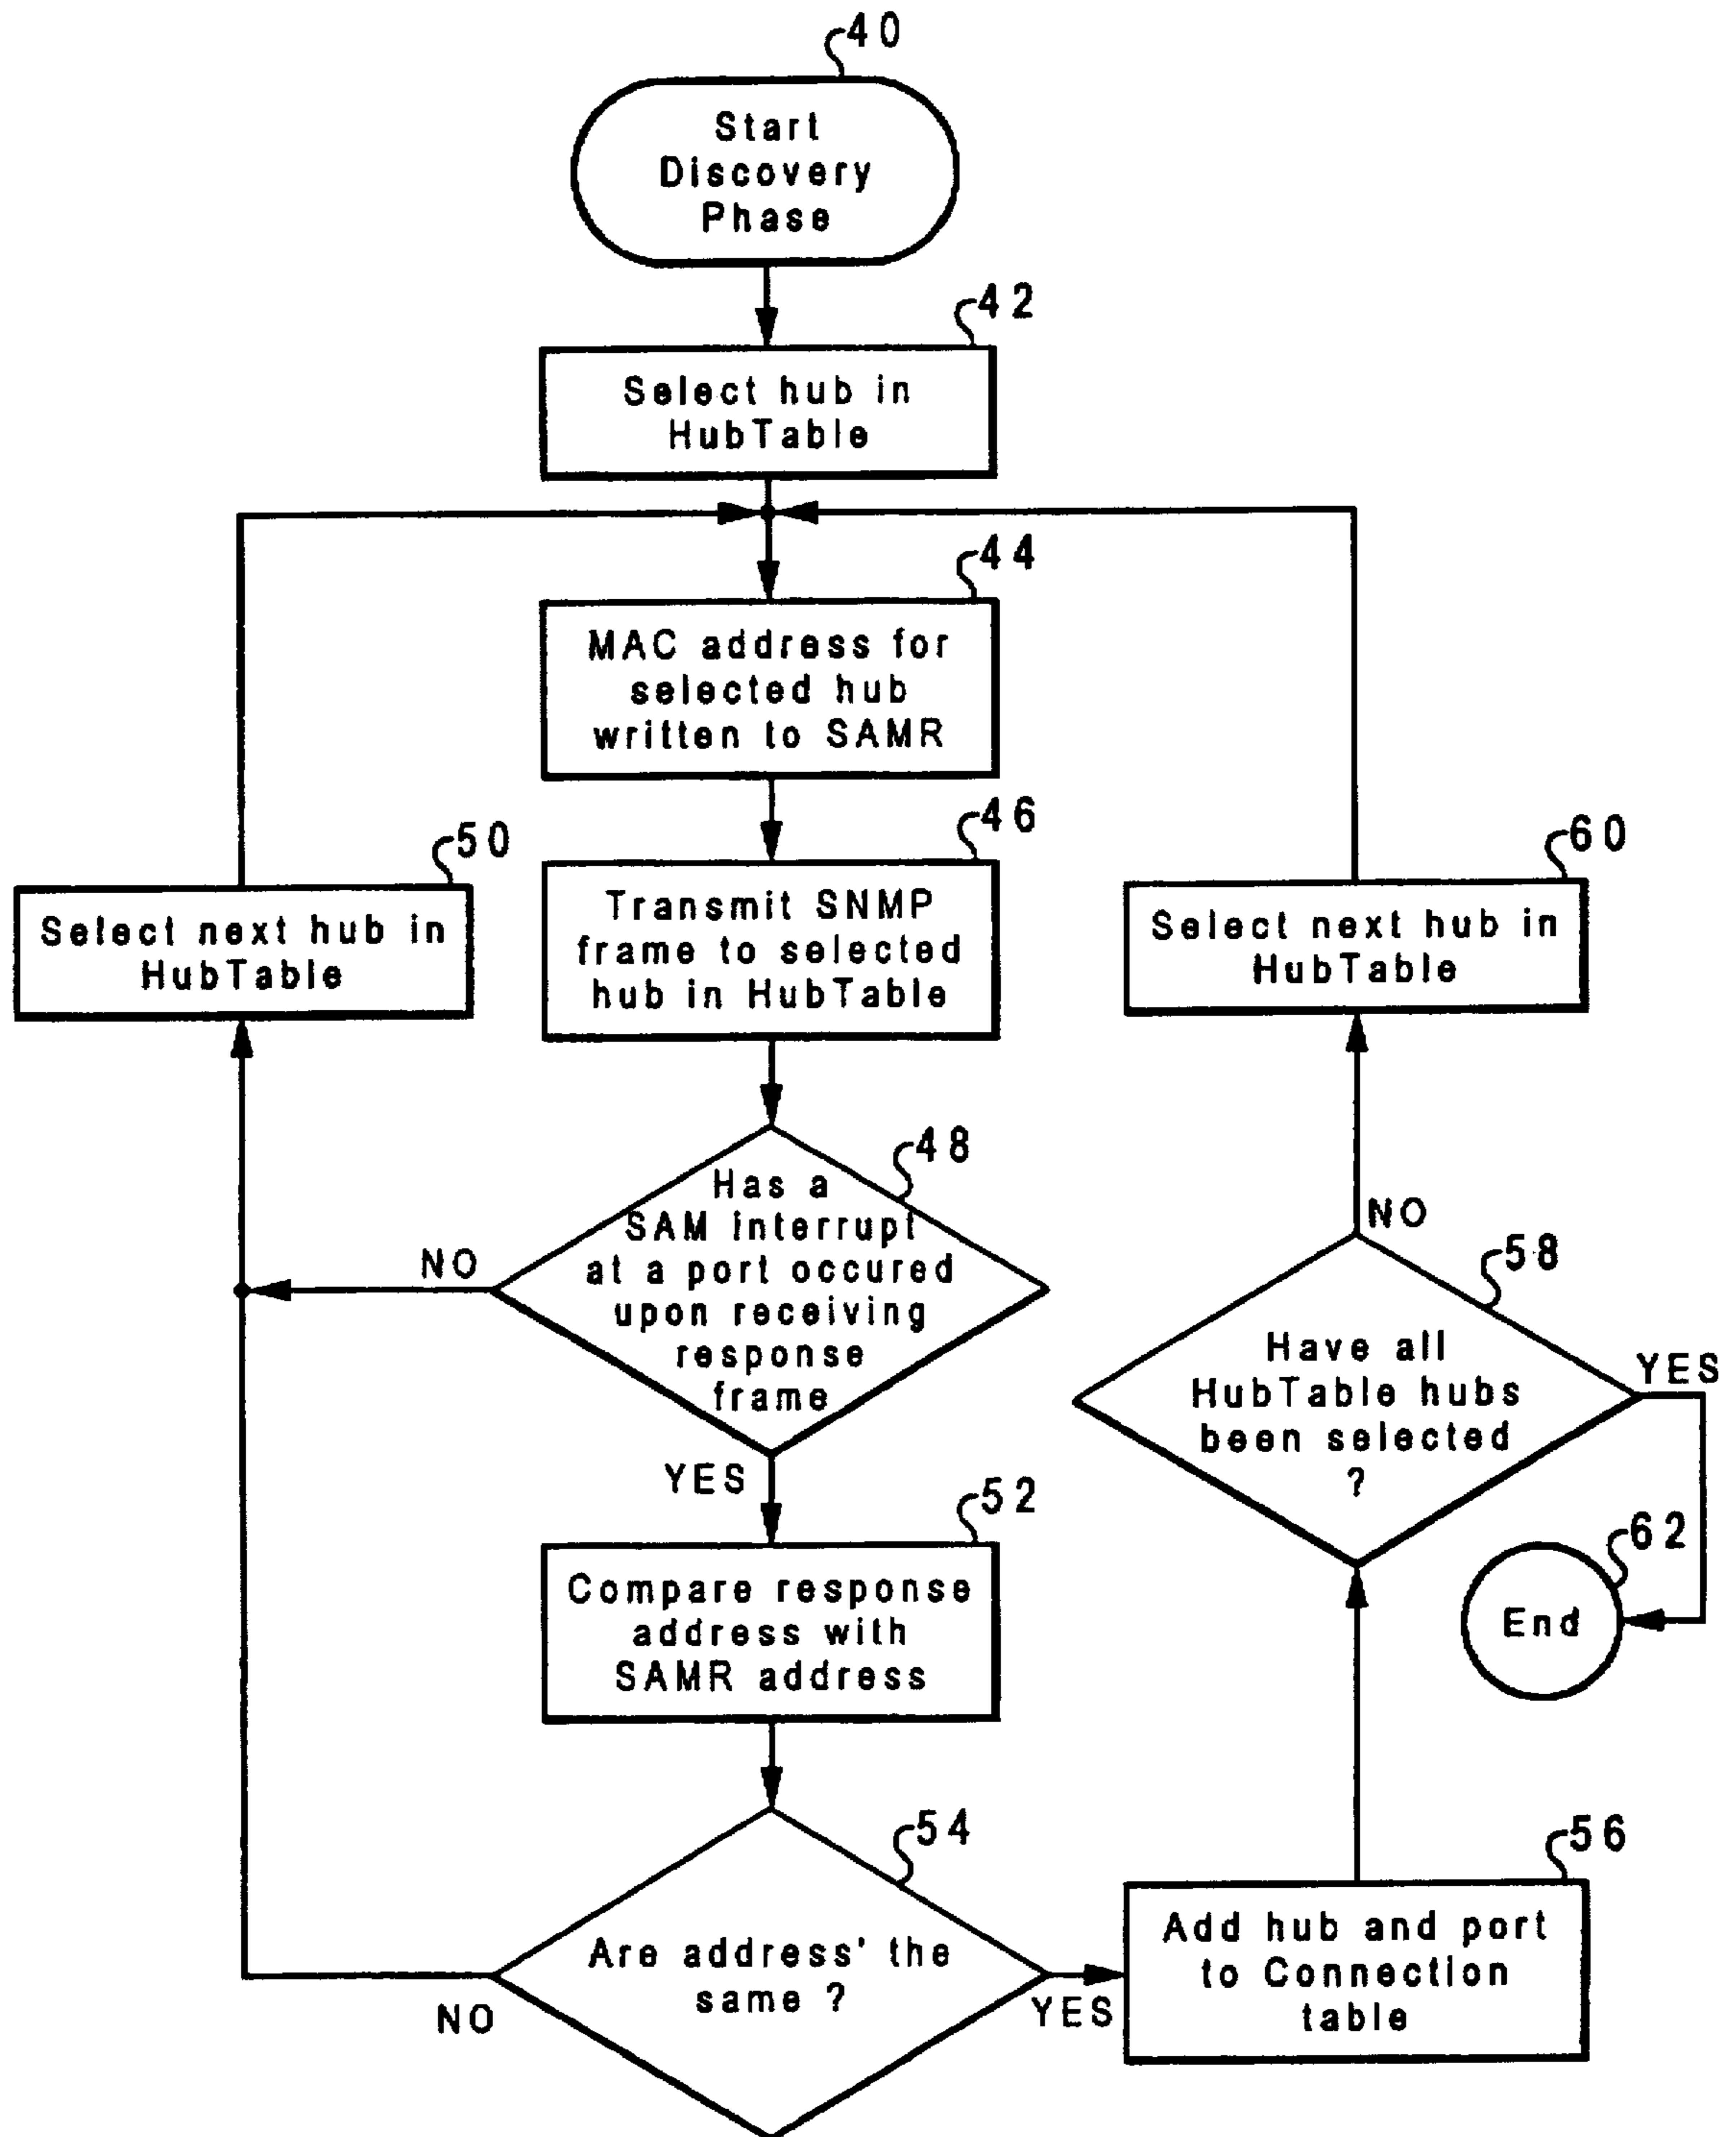 40
Start
Discovery
Phase
42
Select hub in
HubTable
44
MAC address for
selected hub
written to SAMR
46
Transmit SNMP
frame to selected
hub in HubTable
50
Select next hub in
HubTable
60
Select next hub in
HubTable
48
Has a
SAM interrupt
at a port occured
upon receiving
response
frame
NO
YES
NO
58
Have all
HubTable hubs
been selected
?
YES
62
End
52
Compare response
address with
SAMR address
54
Are address' the
same ?
NO
YES
56
Add hub and port
to Connection
table